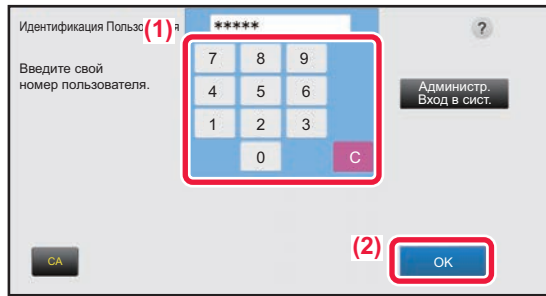 Идентификация Пользо
я
(1)
*****
?
Введите свой
номер пользователя.
7 8 9
4 5 6
1 2 3
0 C
Администр.
Вход в сист.
CA
(2)
OK